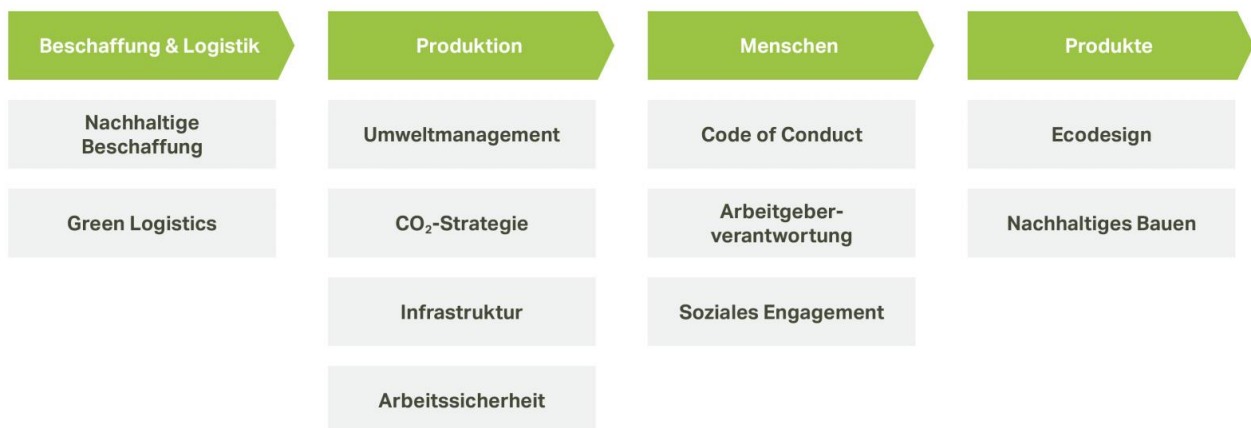 Beschaffung & Logistik
Nachhaltige
Beschaffung
Green Logistics
Produktion
Umweltmanagement
CO₂-Strategie
Infrastruktur
Arbeitssicherheit
Menschen
Code of Conduct
Arbeitgeber-
verantwortung
Soziales Engagement
Produkte
Ecodesign
Nachhaltiges Bauen